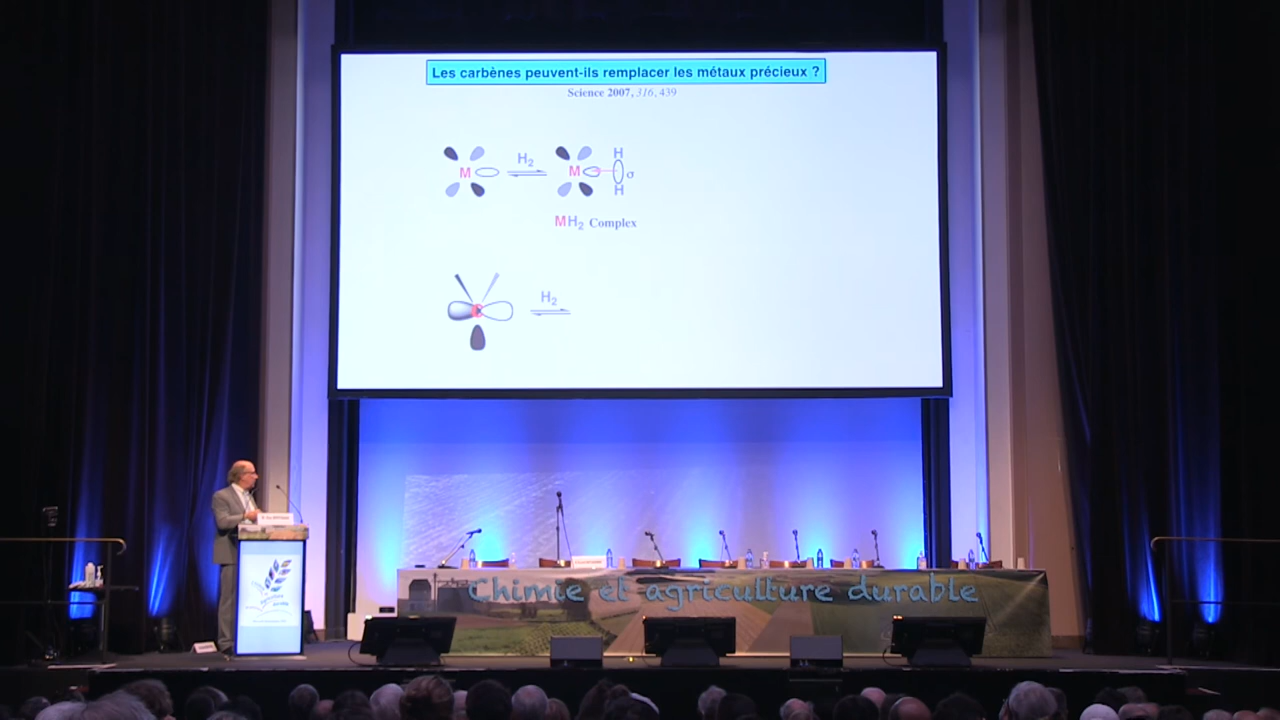 Les carbènes peuvent-ils remplacer les métaux précieux ?
Science 2007, 316, 439
M
H2
M
H
σ
H
MH2 Complex
H2
Chimie et agriculture durable